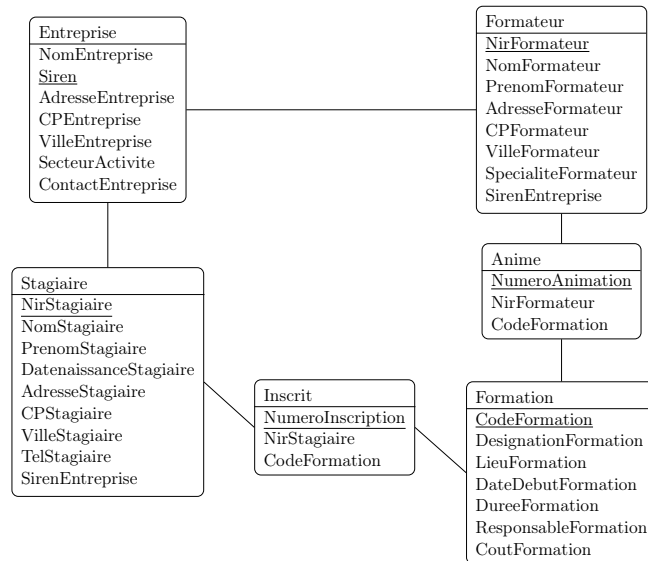 Entreprise
NomEntreprise
Siren
AdresseEntreprise
CPEntreprise
VilleEntreprise
SecteurActivite
ContactEntreprise
Formateur
NirFormateur
NomFormateur
PrenomFormateur
AdresseFormateur
CPFormateur
VilleFormateur
SpecialiteFormateur
SirenEntreprise
Stagiaire
NirStagiaire
NomStagiaire
PrenomStagiaire
DatenaissanceStagiaire
AdresseStagiaire
CPStagiaire
VilleStagiaire
TelStagiaire
SirenEntreprise
Anime
NumeroAnimation
NirFormateur
CodeFormation
Inscrit
NumeroInscription
NirStagiaire
CodeFormation
Formation
CodeFormation
DesignationFormation
LieuFormation
DateDebutFormation
DureeFormation
ResponsableFormation
CoutFormation